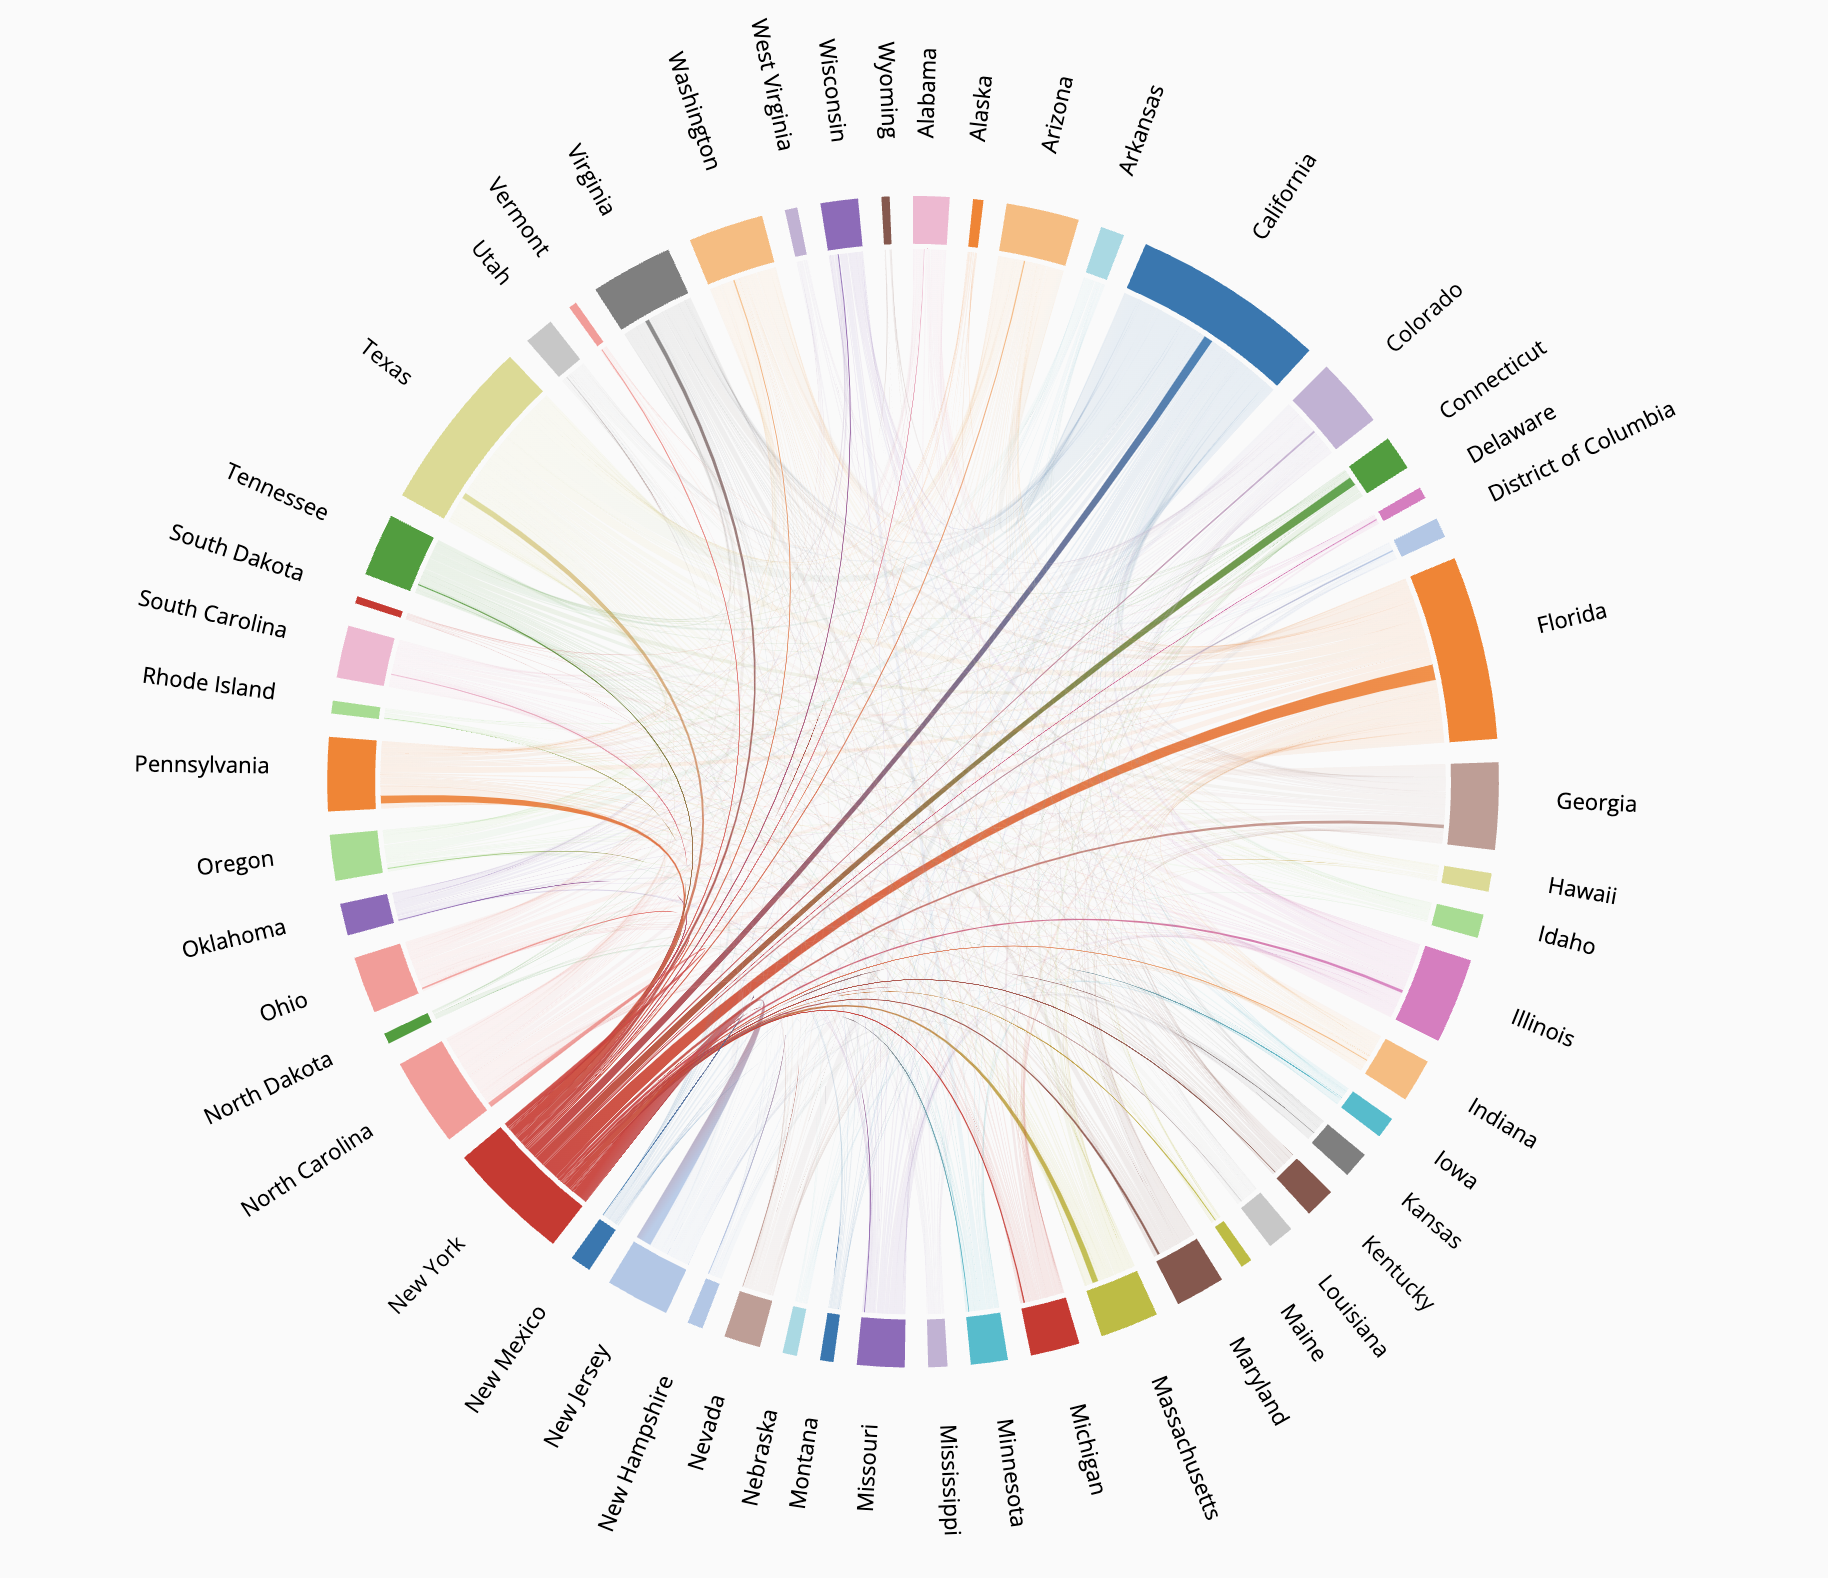 Alabama
Alaska
Arizona
Arkansas
California
Colorado
Connecticut
Delaware
District of Columbia
Florida
Georgia
Hawaii
Idaho
Illinois
Indiana
Iowa
Kansas
Kentucky
Louisiana
Maine
Maryland
Massachusetts
Michigan
Minnesota
Mississippi
Missouri
Montana
Nebraska
Nevada
New Hampshire
New Jersey
New Mexico
New York
North Carolina
North Dakota
Ohio
Oklahoma
Oregon
Pennsylvania
Rhode Island
South Carolina
South Dakota
Tennessee
Texas
Utah
Vermont
Virginia
Washington
West Virginia
Wisconsin
Wyoming